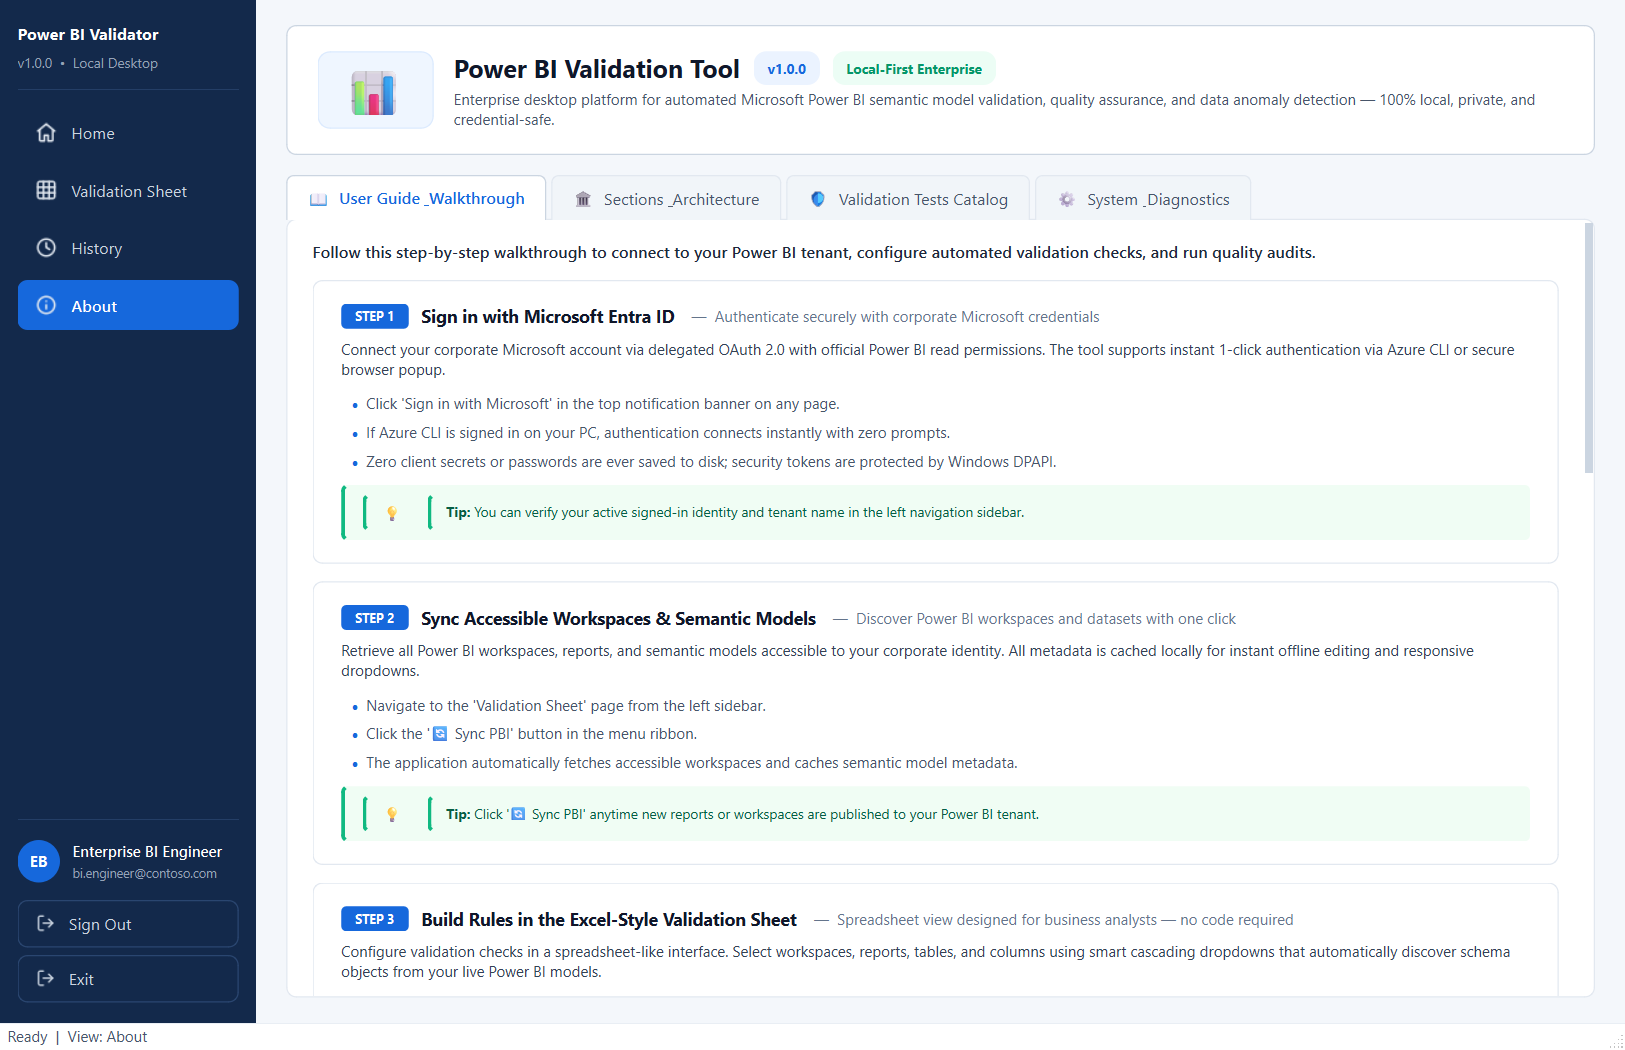 Power BI Validator
v1.0.0 • Local Desktop
Home
Validation Sheet
History
About
Enterprise BI Engineer
EB
bi.engineer@contoso.com
Sign Out
Exit
Power BI Validation Tool
v1.0.0
Local-First Enterprise
Enterprise desktop platform for automated Microsoft Power BI semantic model validation, quality assurance, and data anomaly detection — 100% local, private, and
credential-safe.
User Guide _Walkthrough
Sections _Architecture
Validation Tests Catalog
System _Diagnostics
Follow this step-by-step walkthrough to connect to your Power BI tenant, configure automated validation checks, and run quality audits.
STEP 1 Sign in with Microsoft Entra ID — Authenticate securely with corporate Microsoft credentials
Connect your corporate Microsoft account via delegated OAuth 2.0 with official Power BI read permissions. The tool supports instant 1-click authentication via Azure CLI or secure
browser popup.
• Click 'Sign in with Microsoft' in the top notification banner on any page.
• If Azure CLI is signed in on your PC, authentication connects instantly with zero prompts.
• Zero client secrets or passwords are ever saved to disk; security tokens are protected by Windows DPAPI.
Tip: You can verify your active signed-in identity and tenant name in the left navigation sidebar.
STEP 2 Sync Accessible Workspaces & Semantic Models — Discover Power BI workspaces and datasets with one click
Retrieve all Power BI workspaces, reports, and semantic models accessible to your corporate identity. All metadata is cached locally for instant offline editing and responsive
dropdowns.
• Navigate to the 'Validation Sheet' page from the left sidebar.
• Click the '🔄 Sync PBI' button in the menu ribbon.
• The application automatically fetches accessible workspaces and caches semantic model metadata.
Tip: Click '🔄 Sync PBI' anytime new reports or workspaces are published to your Power BI tenant.
STEP 3 Build Rules in the Excel-Style Validation Sheet — Spreadsheet view designed for business analysts — no code required
Configure validation checks in a spreadsheet-like interface. Select workspaces, reports, tables, and columns using smart cascading dropdowns that automatically discover schema
objects from your live Power BI models.
Ready | View: About